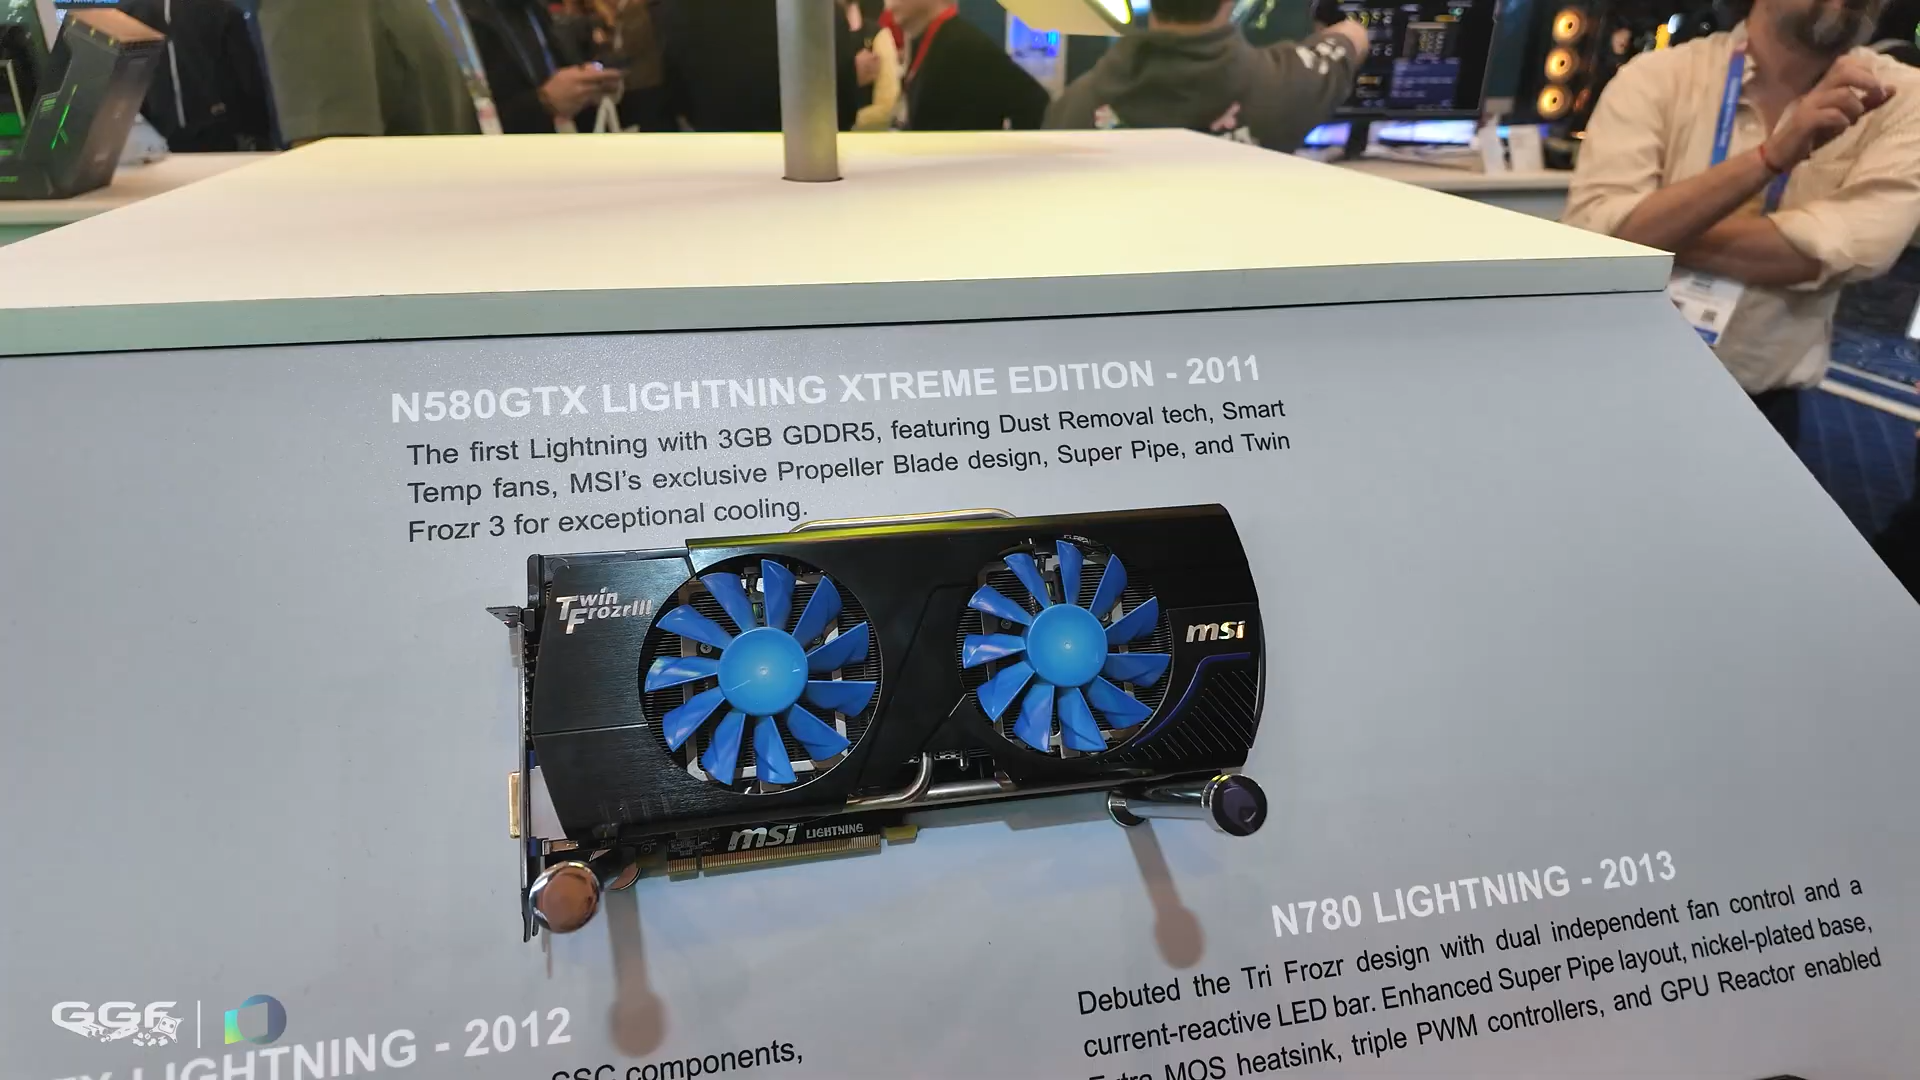 N580GTX LIGHTNING XTREME EDITION - 2011
The first Lightning with 3GB GDDR5, featuring Dust Removal tech, Smart
Temp fans, MSI's exclusive Propeller Blade design, Super Pipe, and Twin
Frozr 3 for exceptional cooling.
Twin
FrozrIII
msi
msi LIGHTNING
N780 LIGHTNING - 2013
Debuted the Tri Frozr design with dual independent fan control and a
current-reactive LED bar. Enhanced Super Pipe layout, nickel-plated base,
Extra MOS heatsink, triple PWM controllers, and GPU Reactor enabled
GGF
LIGHTNING - 2012
SSC components,